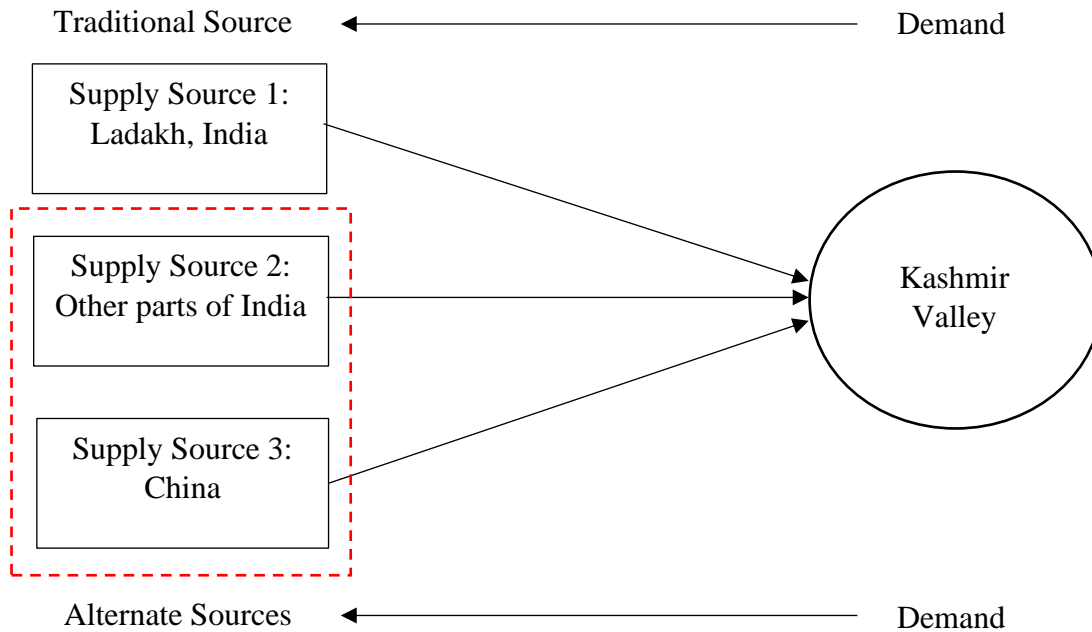 Traditional Source
Demand
Supply Source 1:
Ladakh, India
Supply Source 2:
Other parts of India
Kashmir
Valley
Supply Source 3:
China
Alternate Sources
Demand